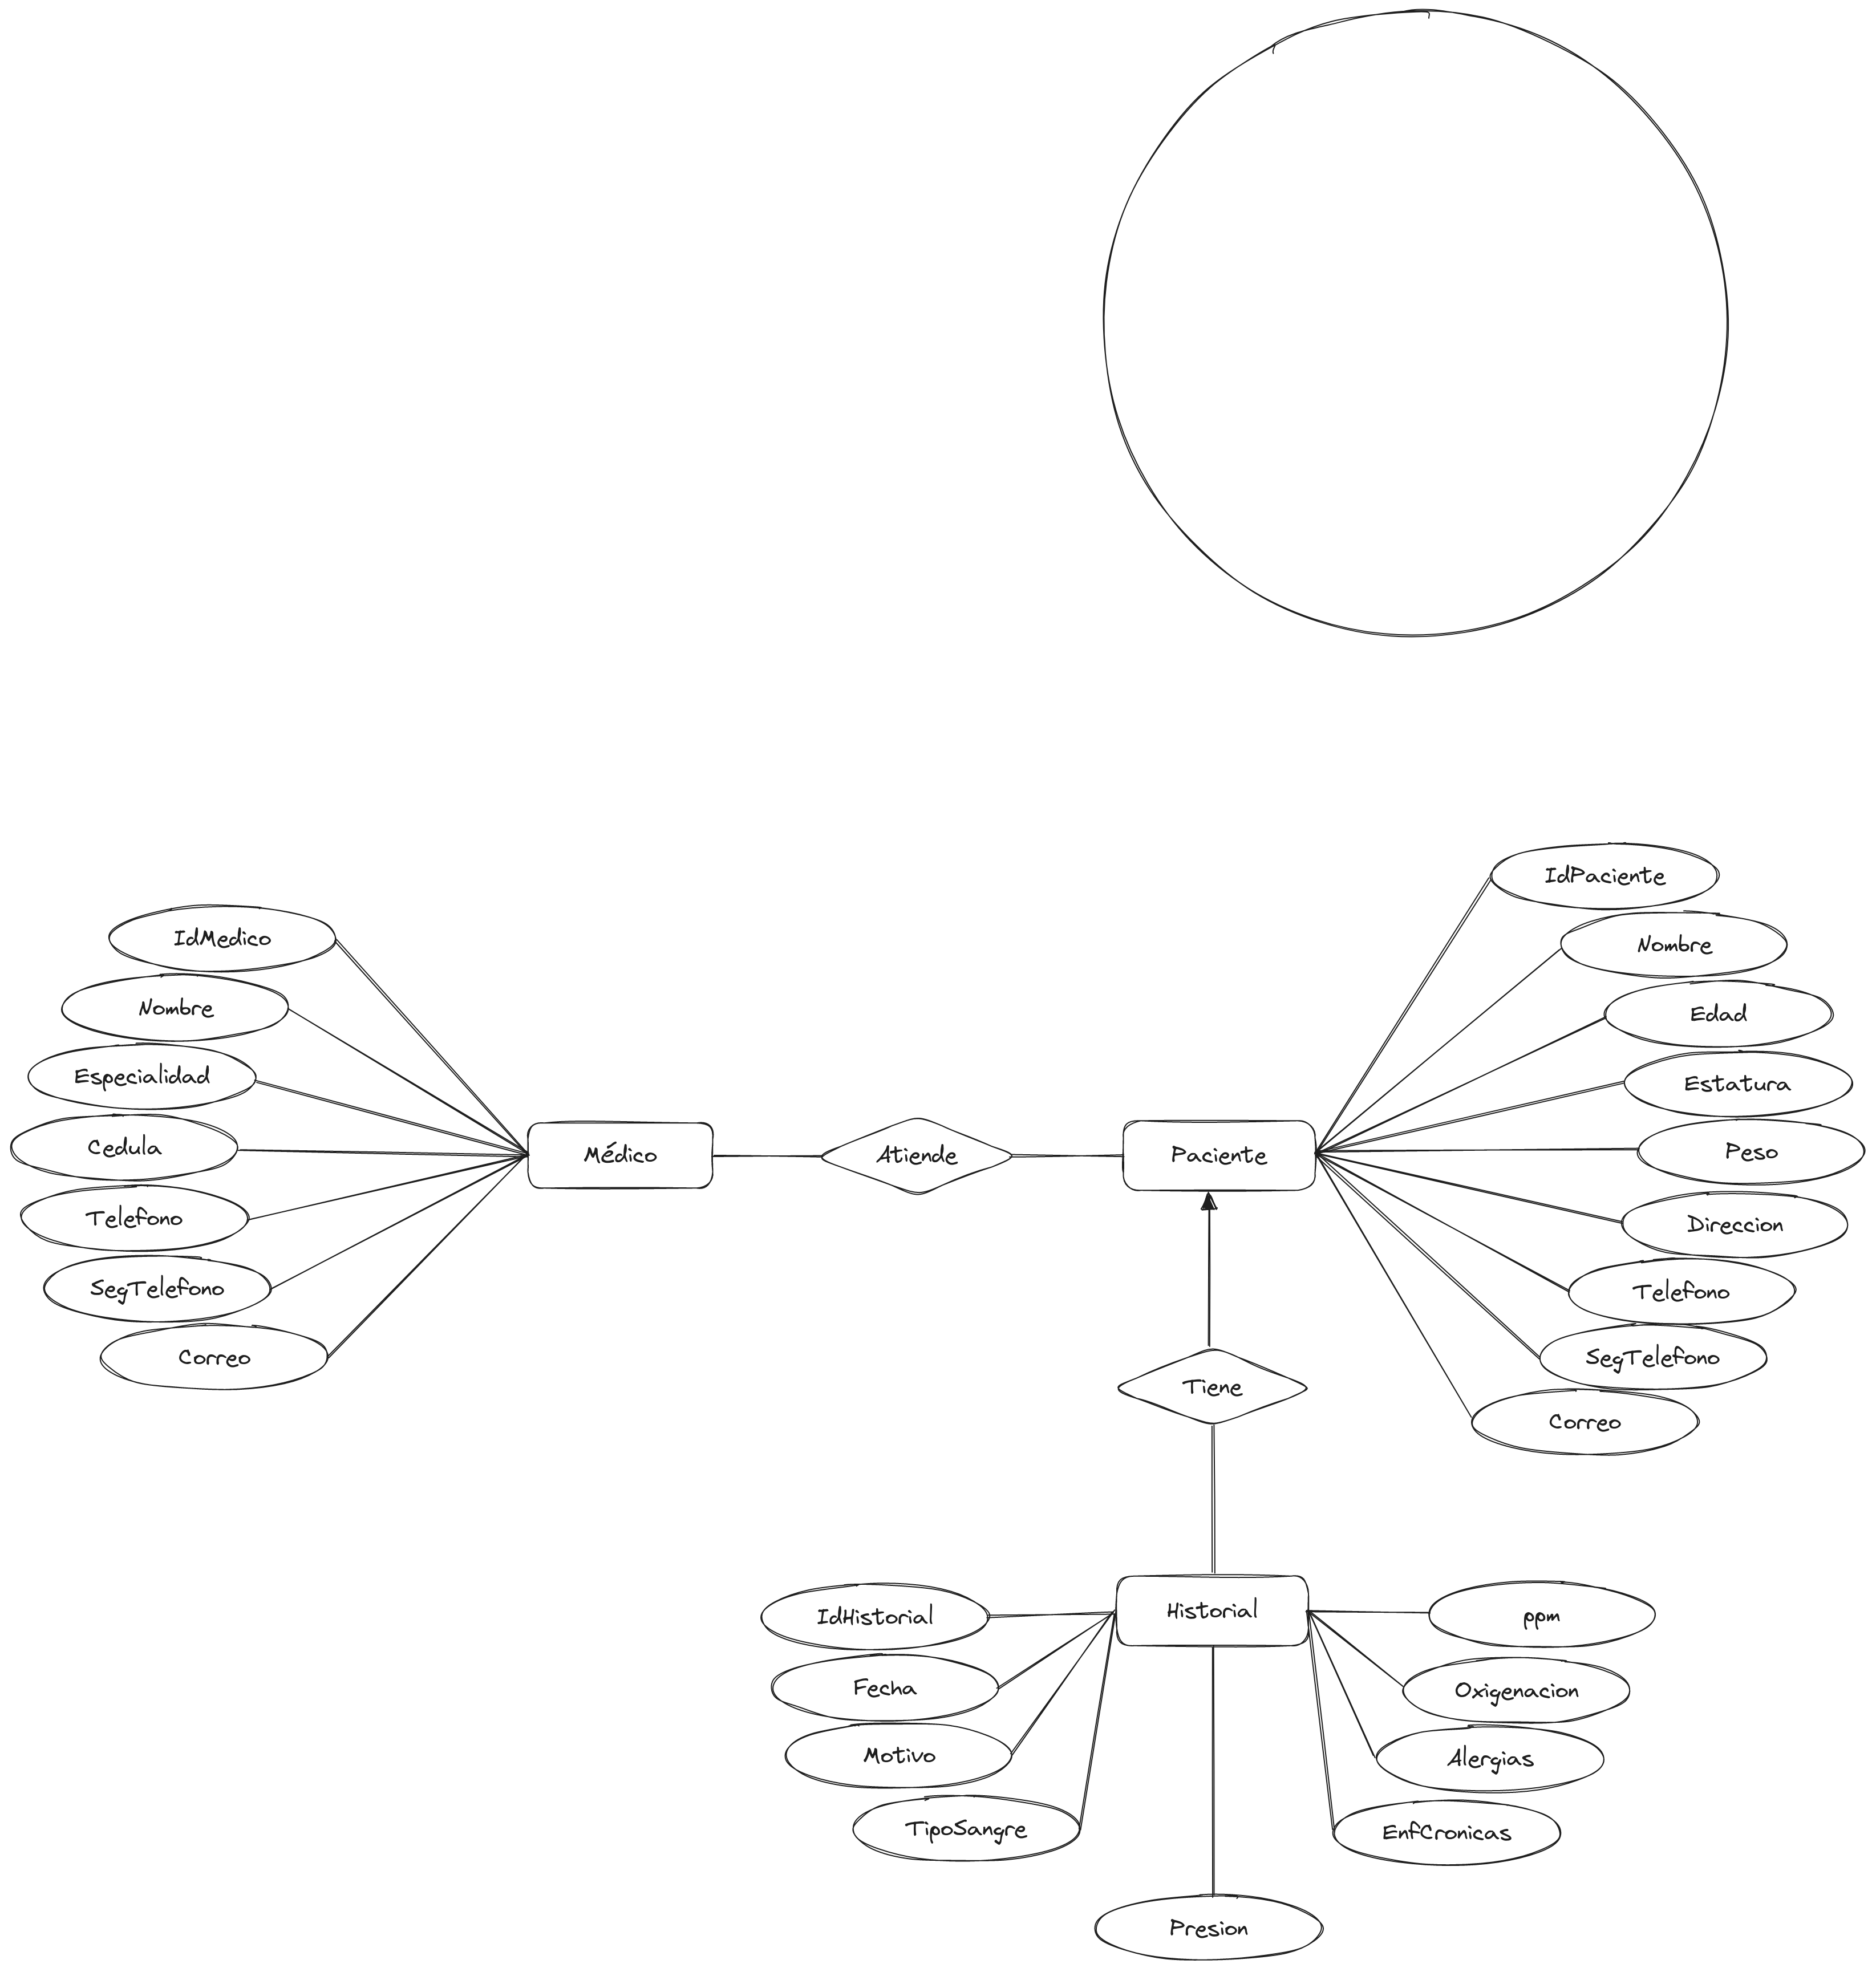 IdMedico
Nombre
Especialidad
Cedula
Telefono
SegTelefono
Correo
Médico
Atiende
Paciente
IdPaciente
Nombre
Edad
Estatura
Peso
Direccion
Telefono
SegTelefono
Correo
Tiene
Historial
IdHistorial
Fecha
Motivo
TipoSangre
Presion
ppm
Oxigenacion
Alergias
EnfCronicas